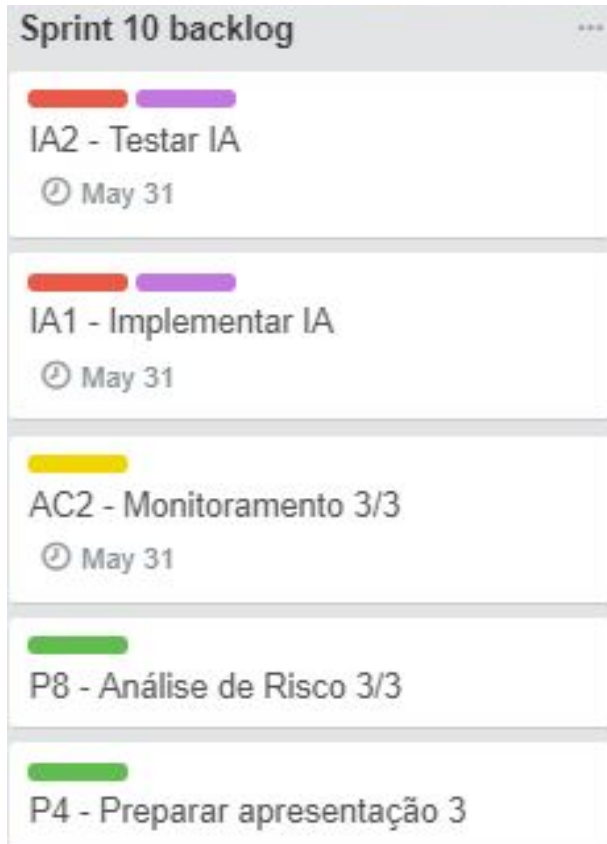 Sprint 10 backlog
IA2 - Testar IA
May 31
IA1 - Implementar IA
May 31
AC2 - Monitoramento 3/3
May 31
P8 - Análise de Risco 3/3
P4 - Preparar apresentação 3